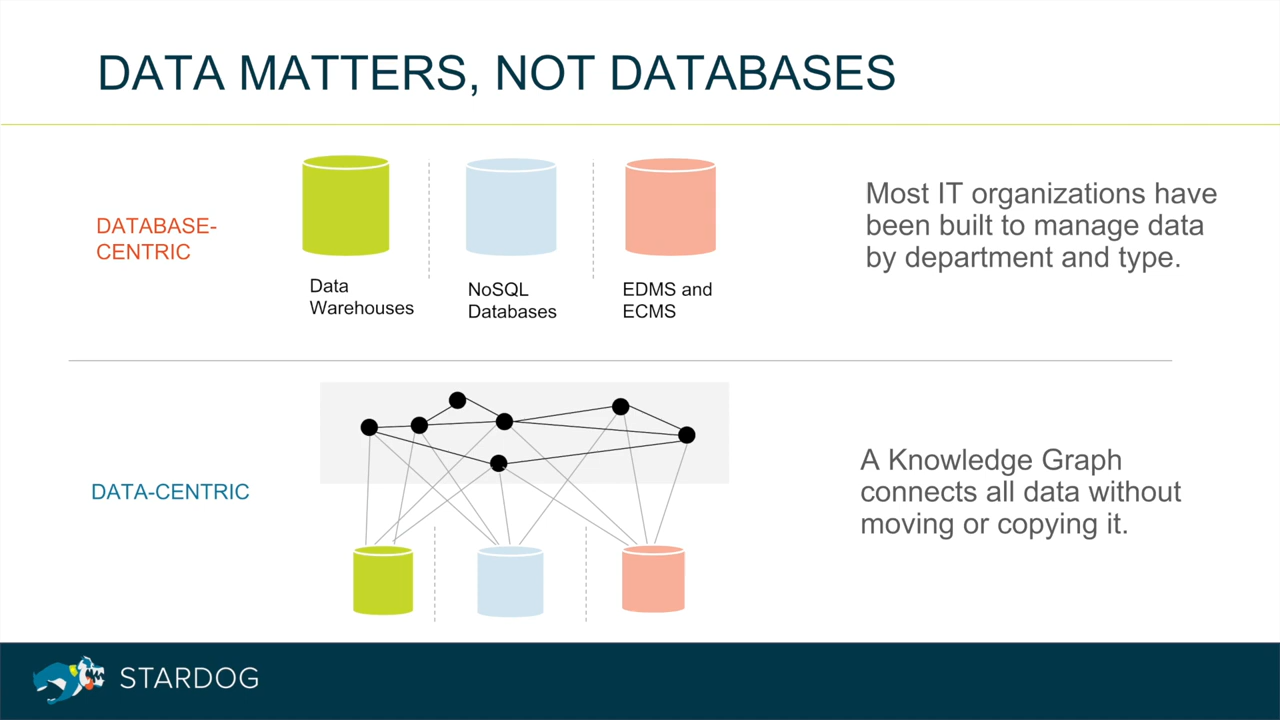 DATA MATTERS, NOT DATABASES
DATABASE-
CENTRIC
Data
Warehouses
NoSQL
Databases
EDMS and
ECMS
Most IT organizations have
been built to manage data
by department and type.
DATA-CENTRIC
A Knowledge Graph
connects all data without
moving or copying it.
STARDOG